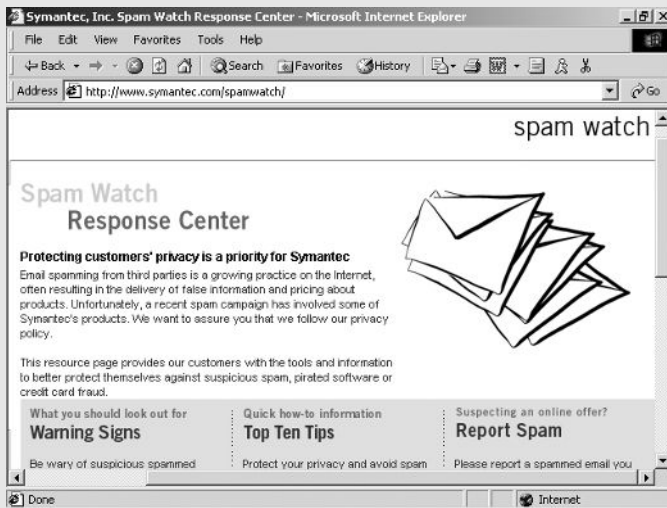 Symantec, Inc. Spam Watch Response Center - Microsoft Internet Explorer
File Edit View Favorites Tools Help
Back Search Favorites History
Address http://www.symantec.com/spamwatch/ Go
spam watch
Spam Watch
Response Center
Protecting customers' privacy is a priority for Symantec
Email spamming from third parties is a growing practice on the Internet,
often resulting in the delivery of false information and pricing about
products. Unfortunately, a recent spam campaign has involved some of
Symantec's products. We want to assure you that we follow our privacy
policy.
This resource page provides our customers with the tools and information
to better protect themselves against suspicious spam, pirated software or
credit card fraud.
What you should look out for
Warning Signs
Be wary of suspicious spammed
Quick how-to information
Top Ten Tips
Protect your privacy and avoid spam
Suspecting an online offer?
Report Spam
Please report a spammed email you
Done Internet